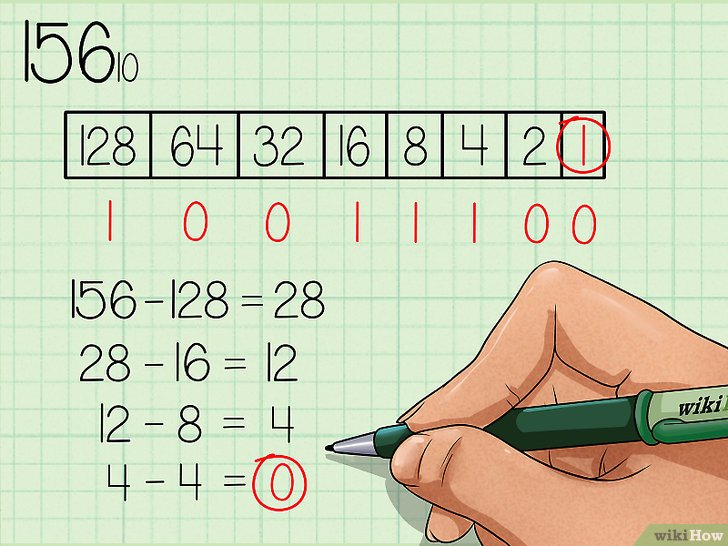 156₁₀
128 64 32 16 8 4 2 1
1 0 0 1 1 1 0 0
156 - 128 = 28
28 - 16 = 12
12 - 8 = 4
4 - 4 = 0
wiki
wikiHow